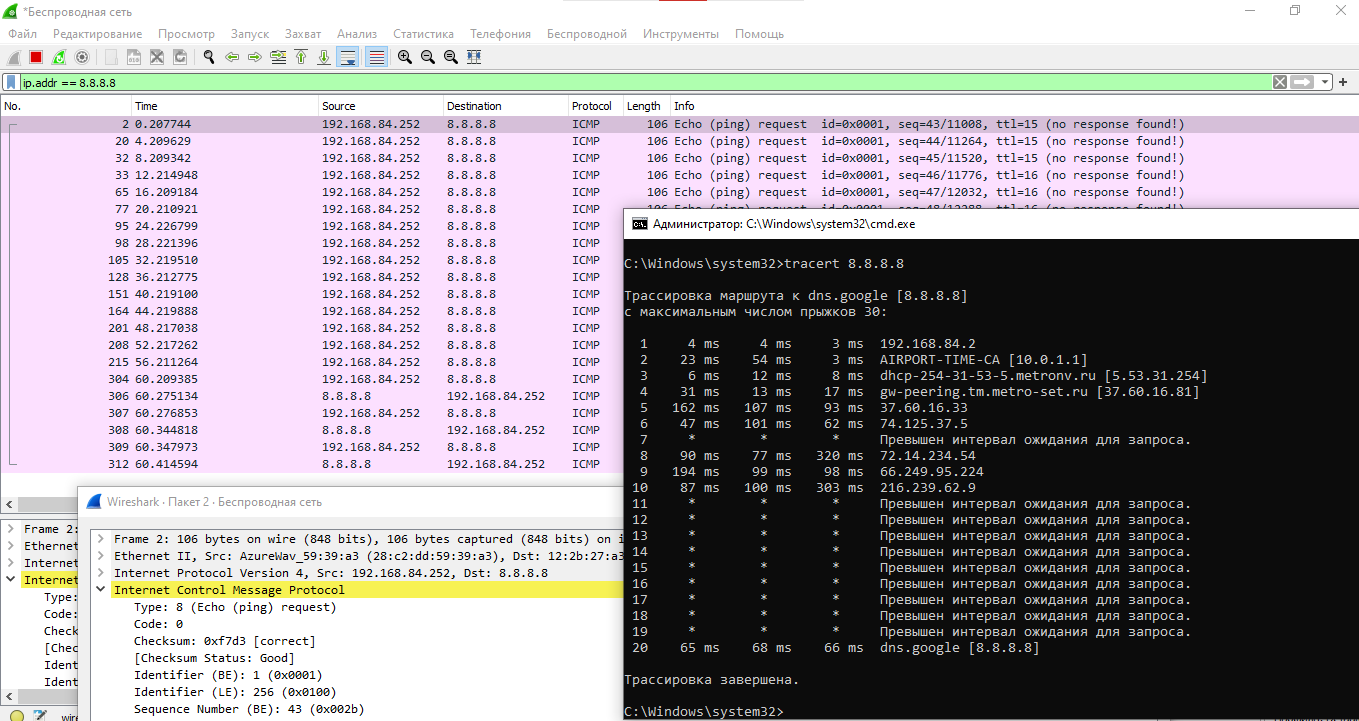 *Беспроводная сеть
Файл Редактирование Просмотр Запуск Захват Анализ Статистика Телефония Беспроводной Инструменты Помощь
ip.addr == 8.8.8.8
No. Time Source Destination Protocol Length Info
2 0.207744 192.168.84.252 8.8.8.8 ICMP 106 Echo (ping) request id=0x0001, seq=43/11008, ttl=15 (no response found!)
20 4.209629 192.168.84.252 8.8.8.8 ICMP 106 Echo (ping) request id=0x0001, seq=44/11264, ttl=15 (no response found!)
32 8.209342 192.168.84.252 8.8.8.8 ICMP 106 Echo (ping) request id=0x0001, seq=45/11520, ttl=15 (no response found!)
33 12.214948 192.168.84.252 8.8.8.8 ICMP 106 Echo (ping) request id=0x0001, seq=46/11776, ttl=16 (no response found!)
65 16.209184 192.168.84.252 8.8.8.8 ICMP 106 Echo (ping) request id=0x0001, seq=47/12032, ttl=16 (no response found!)
77 20.210921 192.168.84.252 8.8.8.8 ICMP 106 Echo (ping) request id=0x0001, seq=48/12288, ttl=16 (no response found!)
95 24.226799 192.168.84.252 8.8.8.8 ICMP
98 28.221396 192.168.84.252 8.8.8.8 ICMP
105 32.219510 192.168.84.252 8.8.8.8 ICMP
128 36.212775 192.168.84.252 8.8.8.8 ICMP
151 40.219100 192.168.84.252 8.8.8.8 ICMP
164 44.219888 192.168.84.252 8.8.8.8 ICMP
201 48.217038 192.168.84.252 8.8.8.8 ICMP
208 52.217262 192.168.84.252 8.8.8.8 ICMP
215 56.211264 192.168.84.252 8.8.8.8 ICMP
304 60.209385 192.168.84.252 8.8.8.8 ICMP
306 60.275134 8.8.8.8 192.168.84.252 ICMP
307 60.276853 192.168.84.252 8.8.8.8 ICMP
308 60.344818 8.8.8.8 192.168.84.252 ICMP
309 60.347973 192.168.84.252 8.8.8.8 ICMP
312 60.414594 8.8.8.8 192.168.84.252 ICMP
Frame 2:
Ethernet
Internet
Internet
Type:
Code:
Check
[Chec
Ident
Ident
wire
Wireshark · Пакет 2 · Беспроводная сеть
Frame 2: 106 bytes on wire (848 bits), 106 bytes captured (848 bits) on i
Ethernet II, Src: AzureWav_59:39:a3 (28:c2:dd:59:39:a3), Dst: 12:2b:27:a3
Internet Protocol Version 4, Src: 192.168.84.252, Dst: 8.8.8.8
Internet Control Message Protocol
Type: 8 (Echo (ping) request)
Code: 0
Checksum: 0xf7d3 [correct]
[Checksum Status: Good]
Identifier (BE): 1 (0x0001)
Identifier (LE): 256 (0x0100)
Sequence Number (BE): 43 (0x002b)
Администратор: C:\Windows\system32\cmd.exe
C:\Windows\system32>tracert 8.8.8.8
Трассировка маршрута к dns.google [8.8.8.8]
с максимальным числом прыжков 30:
1 4 ms 4 ms 3 ms 192.168.84.2
2 23 ms 54 ms 3 ms AIRPORT-TIME-CA [10.0.1.1]
3 6 ms 12 ms 8 ms dhcp-254-31-53-5.metronv.ru [5.53.31.254]
4 31 ms 13 ms 17 ms gw-peering.tm.metro-set.ru [37.60.16.81]
5 162 ms 107 ms 93 ms 37.60.16.33
6 47 ms 101 ms 62 ms 74.125.37.5
7 * * * Превышен интервал ожидания для запроса.
8 90 ms 77 ms 320 ms 72.14.234.54
9 194 ms 99 ms 98 ms 66.249.95.224
10 87 ms 100 ms 303 ms 216.239.62.9
11 * * * Превышен интервал ожидания для запроса.
12 * * * Превышен интервал ожидания для запроса.
13 * * * Превышен интервал ожидания для запроса.
14 * * * Превышен интервал ожидания для запроса.
15 * * * Превышен интервал ожидания для запроса.
16 * * * Превышен интервал ожидания для запроса.
17 * * * Превышен интервал ожидания для запроса.
18 * * * Превышен интервал ожидания для запроса.
19 * * * Превышен интервал ожидания для запроса.
20 65 ms 68 ms 66 ms dns.google [8.8.8.8]
Трассировка завершена.
C:\Windows\system32>